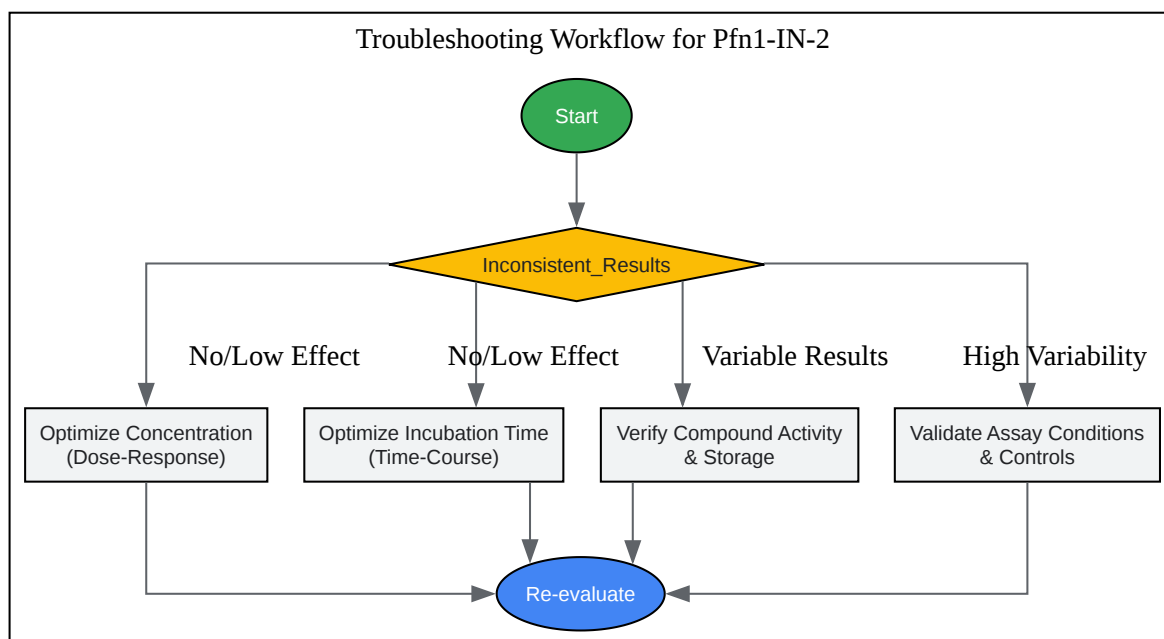 Troubleshooting Workflow for Pfn1-IN-2
Start
Inconsistent_Results
No/Low Effect
No/Low Effect
Variable Results
High Variability
Optimize Concentration
(Dose-Response)
Optimize Incubation Time
(Time-Course)
Verify Compound Activity
& Storage
Validate Assay Conditions
& Controls
Re-evaluate